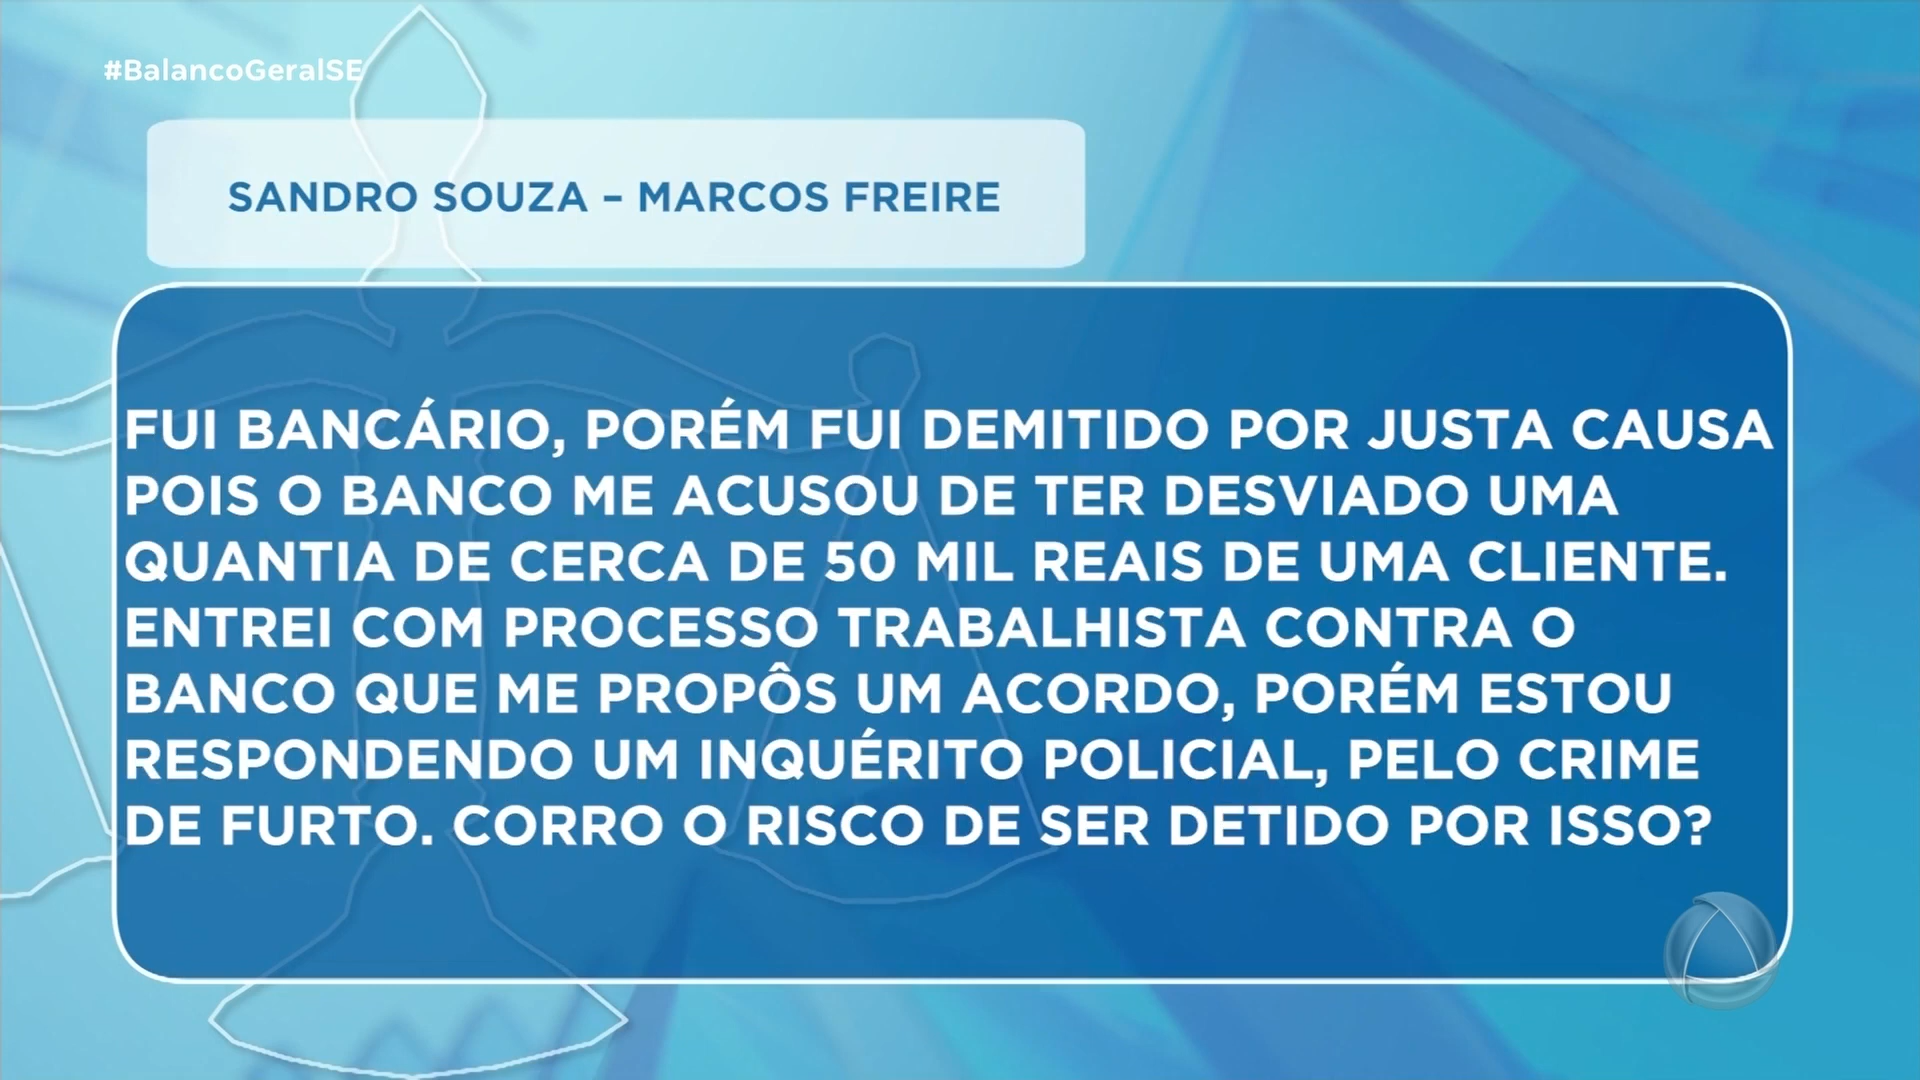 #BalancoGeralSE
SANDRO SOUZA – MARCOS FREIRE
FUI BANCÁRIO, PORÉM FUI DEMITIDO POR JUSTA CAUSA
POIS O BANCO ME ACUSOU DE TER DESVIADO UMA
QUANTIA DE CERCA DE 50 MIL REAIS DE UMA CLIENTE.
ENTREI COM PROCESSO TRABALHISTA CONTRA O
BANCO QUE ME PROPÔS UM ACORDO, PORÉM ESTOU
RESPONDENDO UM INQUÉRITO POLICIAL, PELO CRIME
DE FURTO. CORRO O RISCO DE SER DETIDO POR ISSO?